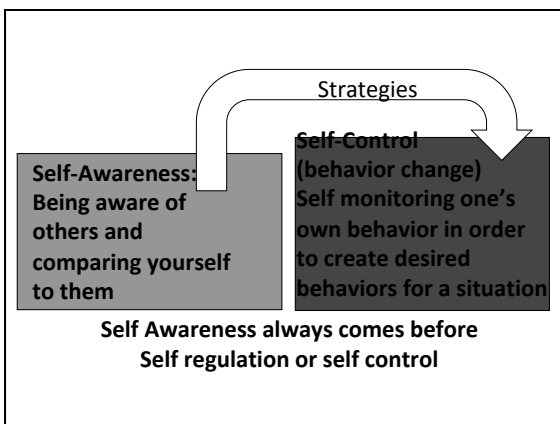 Strategies
Self-Awareness:
Being aware of
others and
comparing yourself
to them
Self-Control
(behavior change)
Self monitoring one's
own behavior in order
to create desired
behaviors for a situation
Self Awareness always comes before
Self regulation or self control